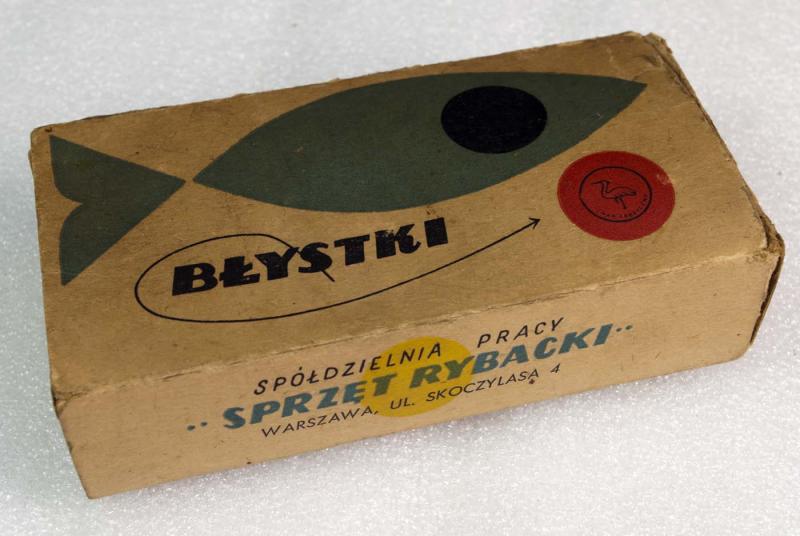 BŁYSTKI
SPÓŁDZIELNIA PRACY
„SPRZĘT RYBACKI"
WARSZAWA, UL. SKOCZYLASA 4